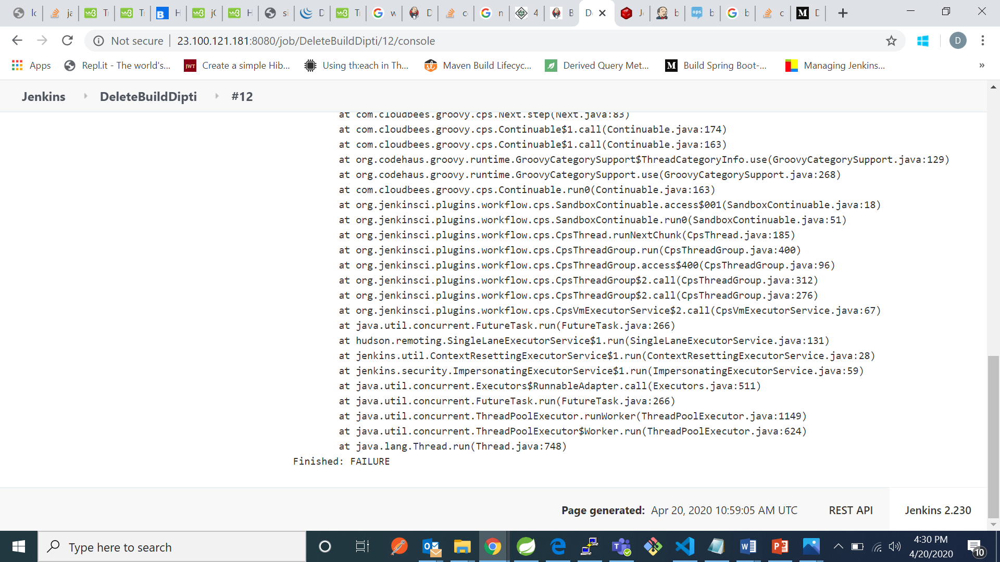 Not secure
23.100.121.181:8080/job/DeleteBuildDipti/12/console
D
Apps
Repl.it - The world's...
JWT
Create a simple Hib...
Using th:each in Th...
Maven Build Lifecyc...
Derived Query Met...
M
Build Spring Boot-...
Managing Jenkins...
»
Jenkins
DeleteBuildDipti
#12
at com.cloudbees.groovy.cps.Next.step(Next.java:83)
at com.cloudbees.groovy.cps.Continuable$1.call(Continuable.java:174)
at com.cloudbees.groovy.cps.Continuable$1.call(Continuable.java:163)
at org.codehaus.groovy.runtime.GroovyCategorySupport$ThreadCategoryInfo.use(GroovyCategorySupport.java:129)
at org.codehaus.groovy.runtime.GroovyCategorySupport.use(GroovyCategorySupport.java:268)
at com.cloudbees.groovy.cps.Continuable.run0(Continuable.java:163)
at org.jenkinsci.plugins.workflow.cps.SandboxContinuable.access$001(SandboxContinuable.java:18)
at org.jenkinsci.plugins.workflow.cps.SandboxContinuable.run0(SandboxContinuable.java:51)
at org.jenkinsci.plugins.workflow.cps.CpsThread.runNextChunk(CpsThread.java:185)
at org.jenkinsci.plugins.workflow.cps.CpsThreadGroup.run(CpsThreadGroup.java:400)
at org.jenkinsci.plugins.workflow.cps.CpsThreadGroup.access$400(CpsThreadGroup.java:96)
at org.jenkinsci.plugins.workflow.cps.CpsThreadGroup$2.call(CpsThreadGroup.java:312)
at org.jenkinsci.plugins.workflow.cps.CpsThreadGroup$2.call(CpsThreadGroup.java:276)
at org.jenkinsci.plugins.workflow.cps.CpsVmExecutorService$2.call(CpsVmExecutorService.java:67)
at java.util.concurrent.FutureTask.run(FutureTask.java:266)
at hudson.remoting.SingleLaneExecutorService$1.run(SingleLaneExecutorService.java:131)
at jenkins.util.ContextResettingExecutorService$1.run(ContextResettingExecutorService.java:28)
at jenkins.security.ImpersonatingExecutorService$1.run(ImpersonatingExecutorService.java:59)
at java.util.concurrent.Executors$RunnableAdapter.call(Executors.java:511)
at java.util.concurrent.FutureTask.run(FutureTask.java:266)
at java.util.concurrent.ThreadPoolExecutor.runWorker(ThreadPoolExecutor.java:1149)
at java.util.concurrent.ThreadPoolExecutor$Worker.run(ThreadPoolExecutor.java:624)
at java.lang.Thread.run(Thread.java:748)
Finished: FAILURE
Page generated: Apr 20, 2020 10:59:05 AM UTC
REST API
Jenkins 2.230
Type here to search
4:30 PM
4/20/2020
10